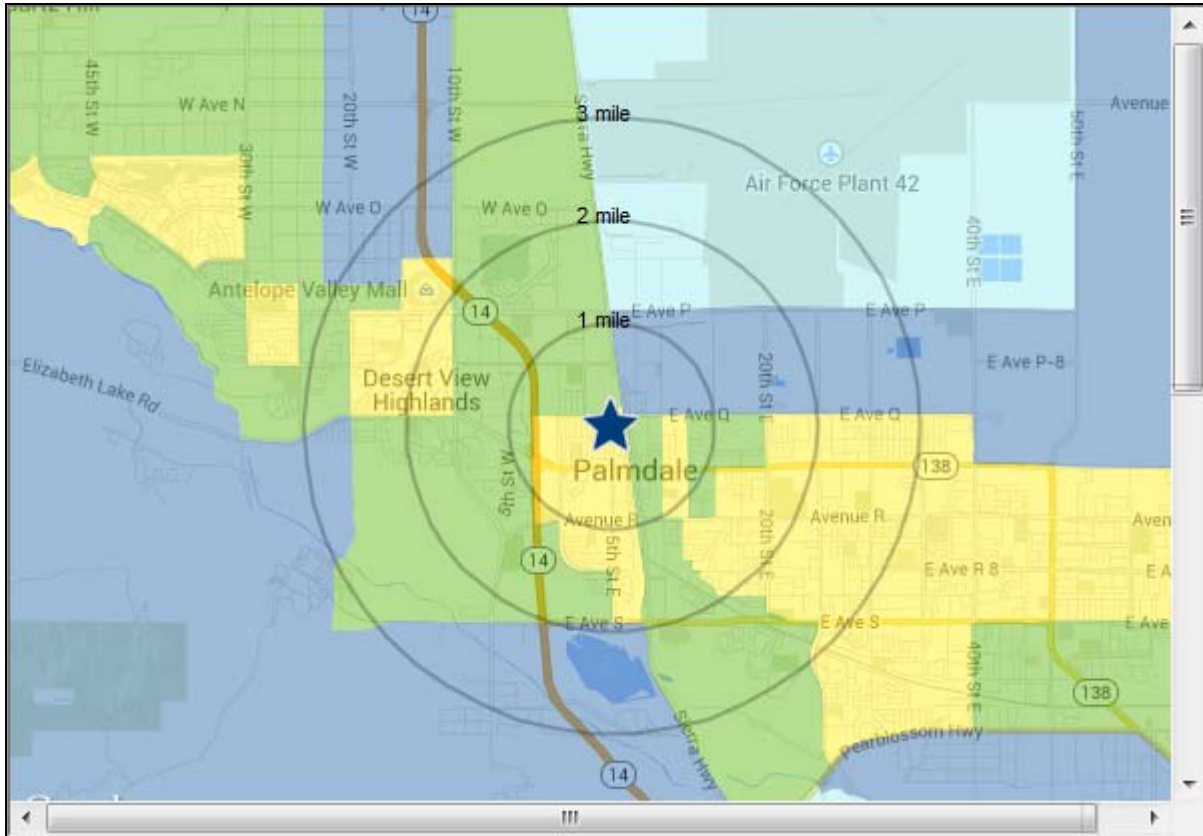 14
45th St W
W Ave N
20th St W
10th St W
Sierra Hwy
3 mile
Avenue
50th St E
Air Force Plant 42
30th St W
W Ave O
W Ave O
2 mile
40th St E
Antelope Valley Mall
14
1 mile
E Ave P
E Ave P
E Ave P-8
20th St E
Elizabeth Lake Rd
Desert View
Highlands
E Ave Q
E Ave Q
5th St W
Palmdale
138
Avenue R
5th St E
20th St E
Avenue R
Aven
14
E Ave R 8
E A
E Ave S
E Ave S
E Ave
40th St E
138
Sierra Hwy
Pearblossom Hwy
14